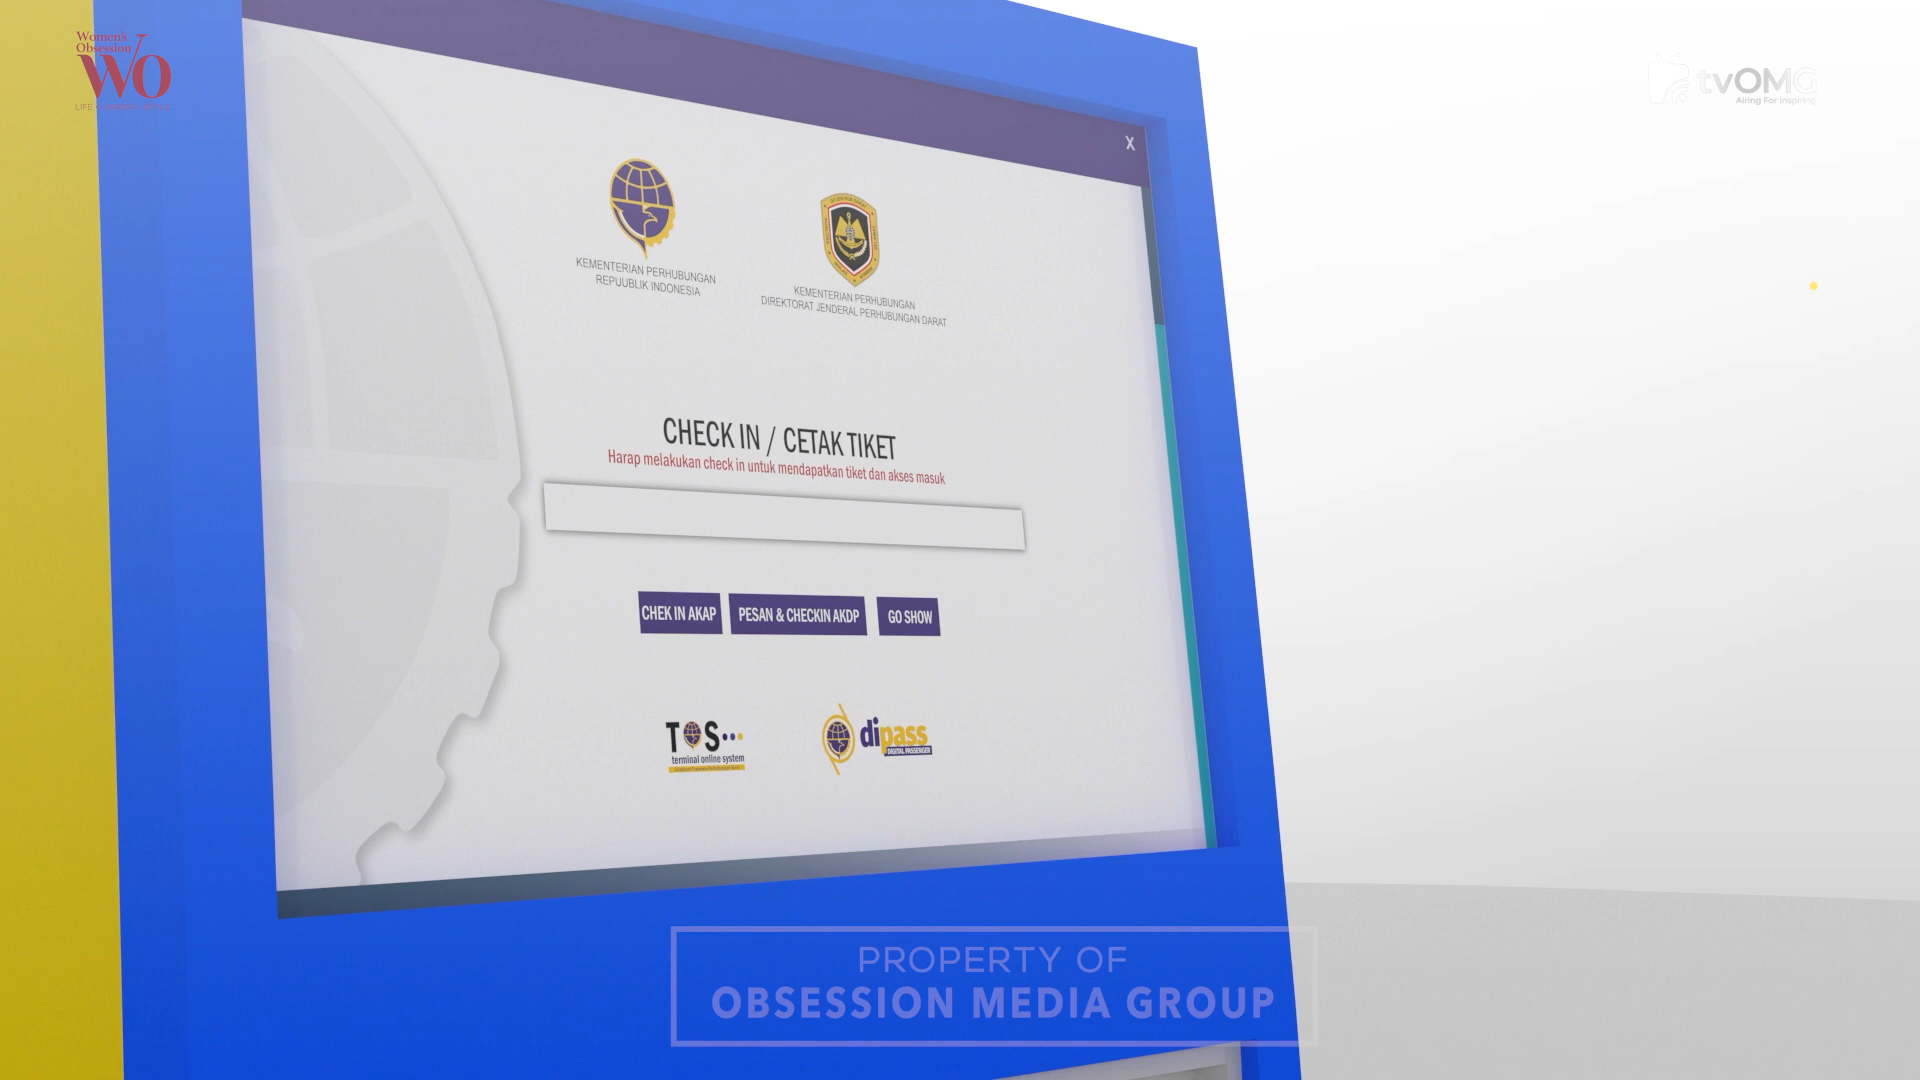 Women's
Obsession
WO
tvOMG
Airing For Inspiring
X
KEMENTERIAN PERHUBUNGAN
REPUUBLIK INDONESIA
KEMENTERIAN PERHUBUNGAN
DIREKTORAT JENDERAL PERHUBUNGAN DARAT
CHECK IN / CETAK TIKET
Harap melakukan check in untuk mendapatkan tiket dan akses masuk
CHEK IN AKAP
PESAN & CHECKIN AKDP
GO SHOW
TOS
terminal online system
dipass
DIGITAL PASSENGER
PROPERTY OF
OBSESSION MEDIA GROUP